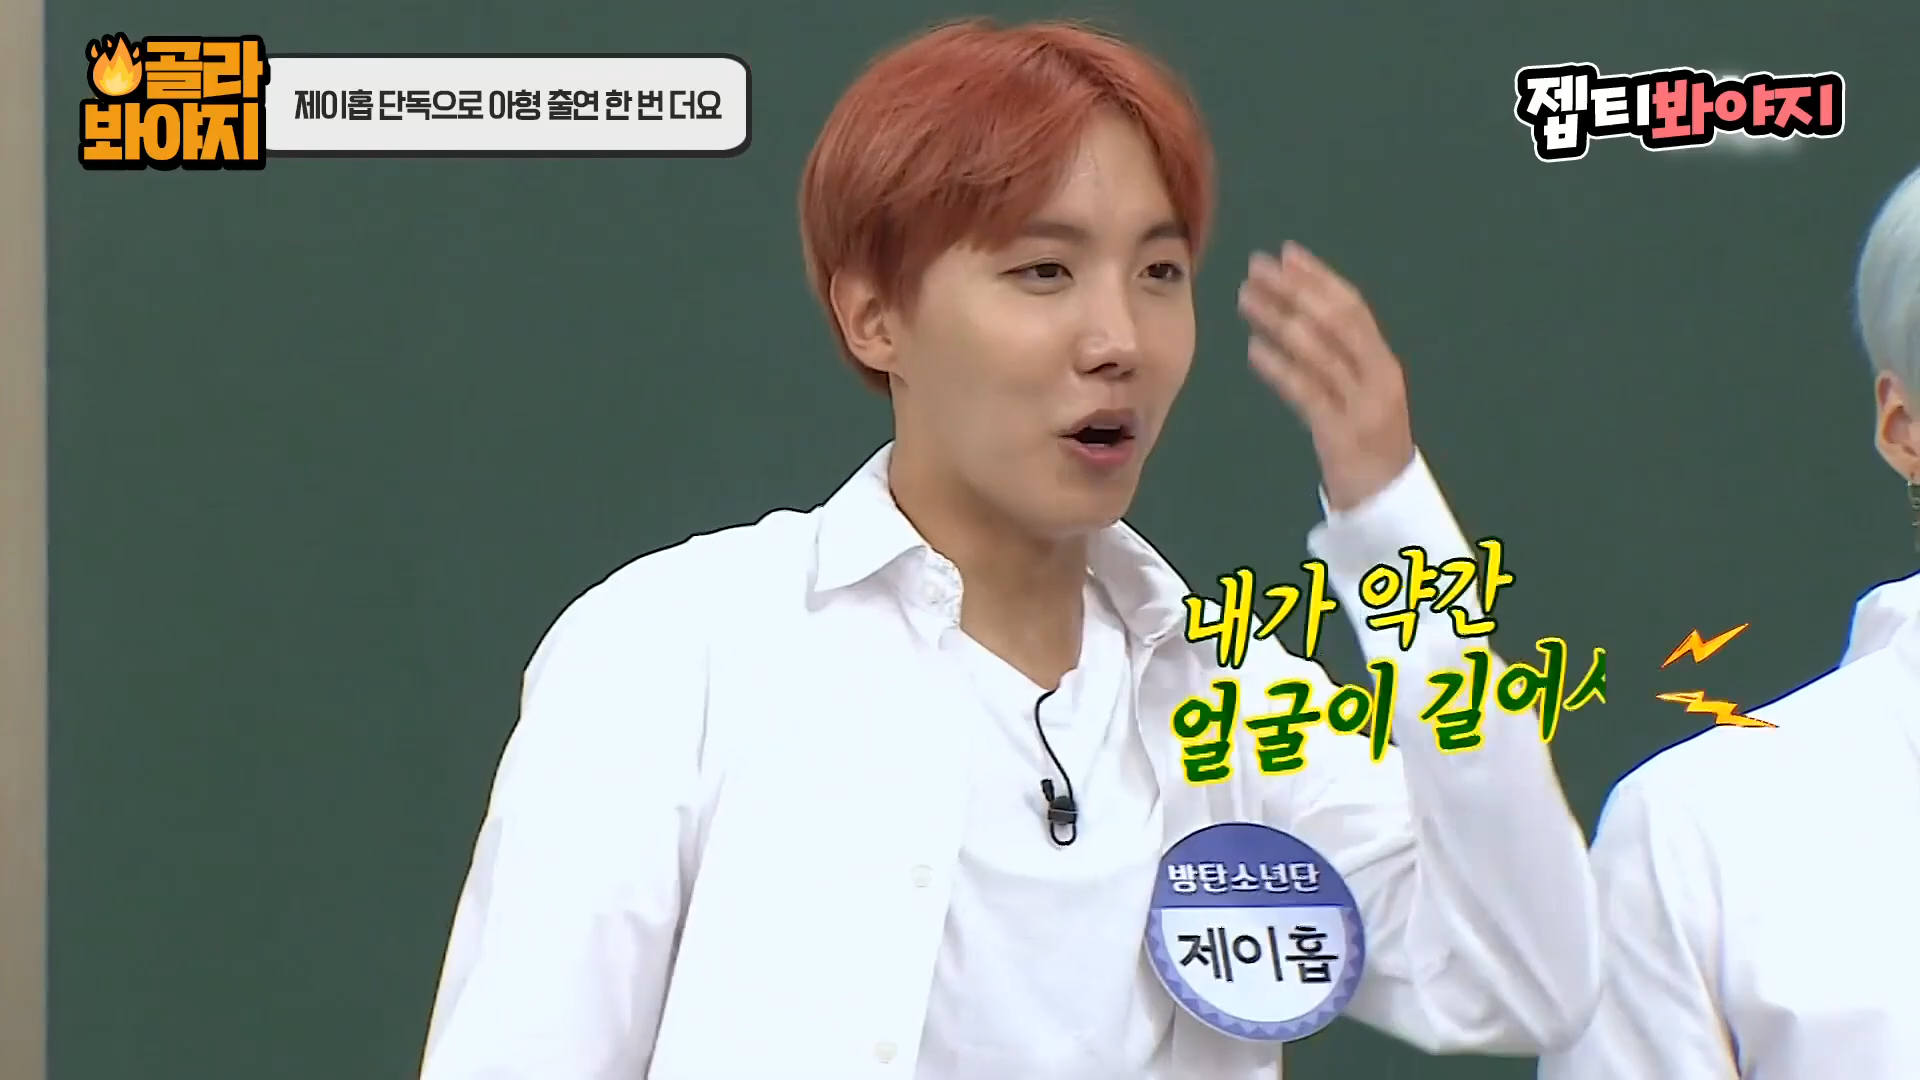 골라
봐야지
제이홉 단독으로 아형 출연 한 번 더요
젭티봐야지
내가 약간
얼굴이 길어서
방탄소년단
제이홉